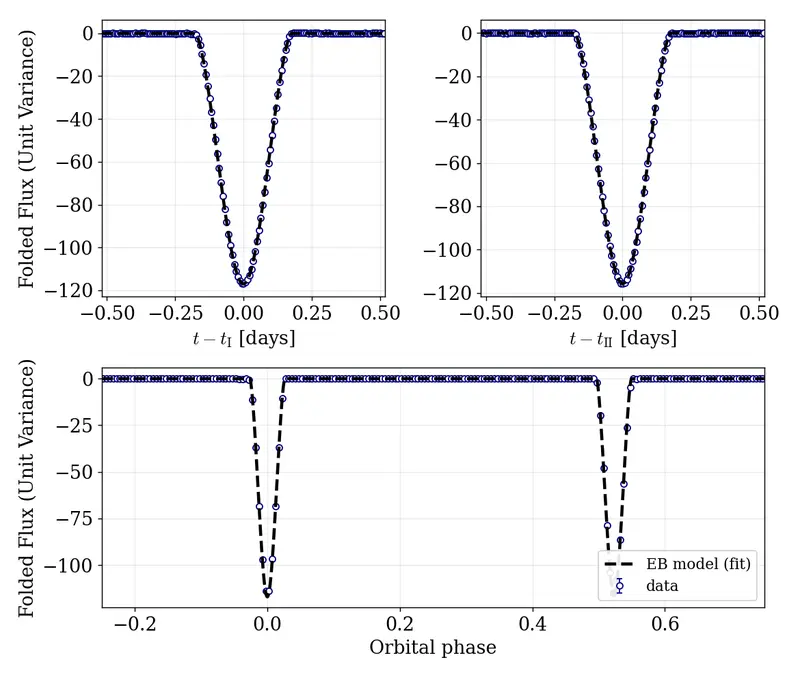 Folded Flux (Unit Variance)
0
−20
−40
−60
−80
−100
−120
−0.50 −0.25 0.00 0.25 0.50
t − tI [days]
0
−20
−40
−60
−80
−100
−120
−0.50 −0.25 0.00 0.25 0.50
t − tII [days]
Folded Flux (Unit Variance)
0
−25
−50
−75
−100
−0.2 0.0 0.2 0.4 0.6
Orbital phase
EB model (fit)
data